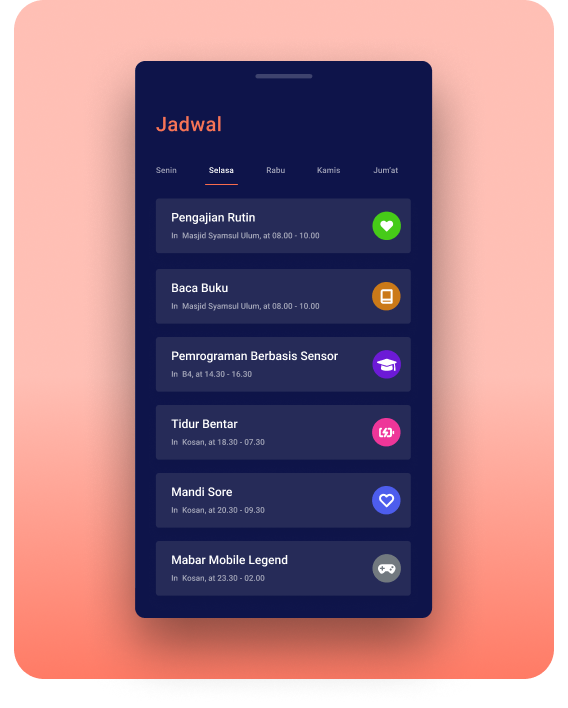 Jadwal
Senin Selasa Rabu Kamis Jum'at
Pengajian Rutin
In Masjid Syamsul Ulum, at 08.00 - 10.00
Baca Buku
In Masjid Syamsul Ulum, at 08.00 - 10.00
Pemrograman Berbasis Sensor
In B4, at 14.30 - 16.30
Tidur Bentar
In Kosan, at 18.30 - 07.30
Mandi Sore
In Kosan, at 20.30 - 09.30
Mabar Mobile Legend
In Kosan, at 23.30 - 02.00